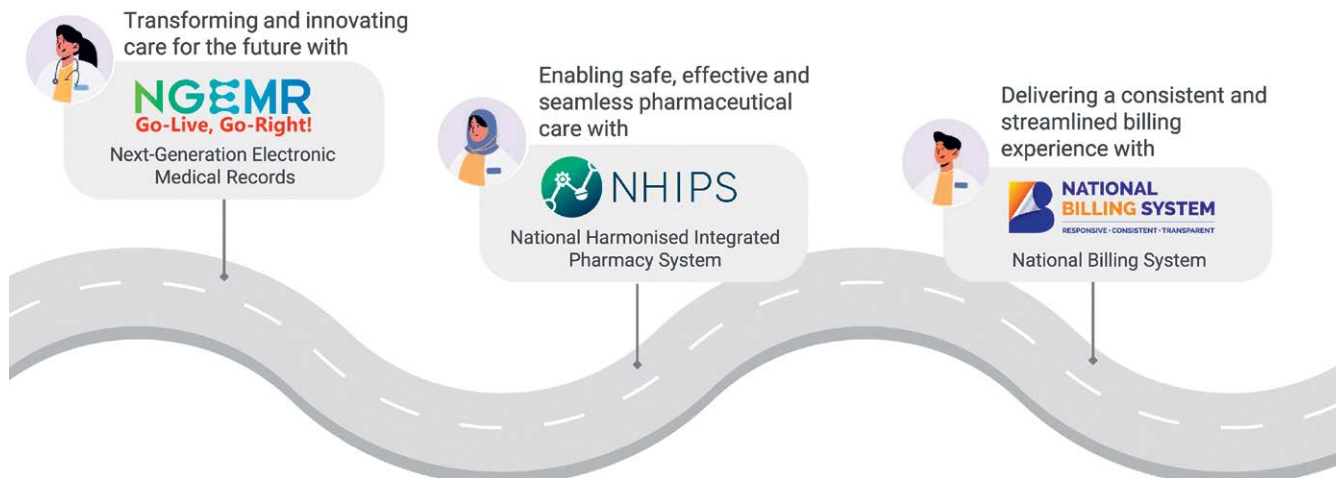 Transforming and innovating
care for the future with
NGEMR
Go-Live, Go-Right!
Next-Generation Electronic
Medical Records
Enabling safe, effective and
seamless pharmaceutical
care with
NHIPS
National Harmonised Integrated
Pharmacy System
Delivering a consistent and
streamlined billing
experience with
NATIONAL
BILLING SYSTEM
RESPONSIVE • CONSISTENT • TRANSPARENT
National Billing System